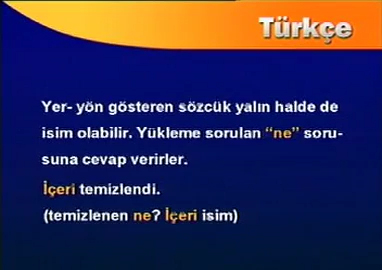 Türkçe
Yer- yön gösteren sözcük yalın halde de
isim olabilir. Yükleme sorulan “ne” soru-
suna cevap verirler.
İçeri temizlendi.
(temizlenen ne? İçeri isim)